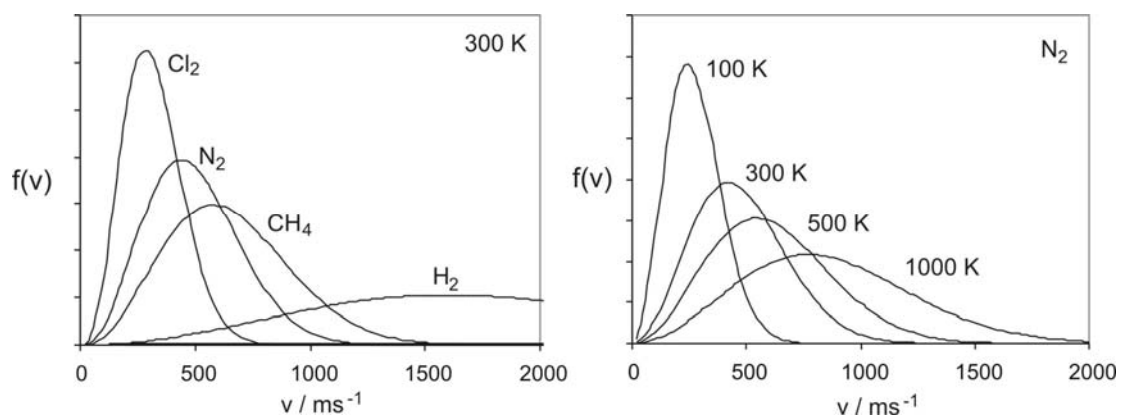 300 K
Cl₂
N₂
CH₄
H₂
f(v)
0 500 1000 1500 2000
v / ms⁻¹
N₂
100 K
300 K
500 K
1000 K
f(v)
0 500 1000 1500 2000
v / ms⁻¹